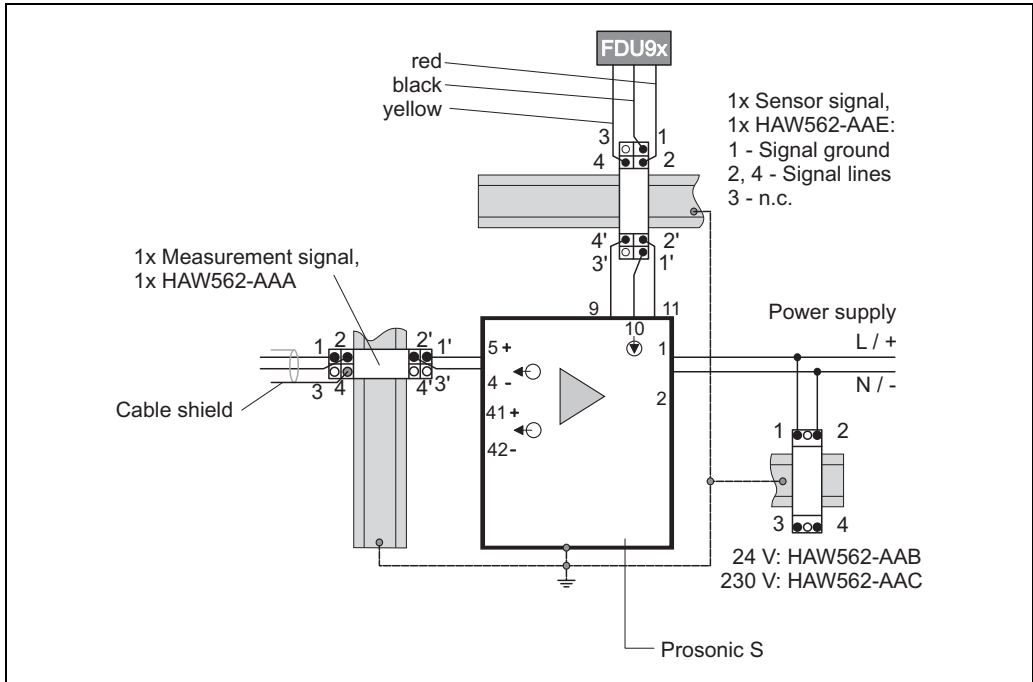 FDU9x
red
black
yellow
1x Sensor signal,
1x HAW562-AAE:
1 - Signal ground
2, 4 - Signal lines
3 - n.c.
3 1
4 2
4' 2'
3' 1'
1x Measurement signal,
1x HAW562-AAA
9 11
10
Power supply
L / +
N / -
1 2 2' 1'
3 4 4' 3'
Cable shield
5 +
4 -
41 +
42 -
1
2
1 2
3 4
24 V: HAW562-AAB
230 V: HAW562-AAC
Prosonic S